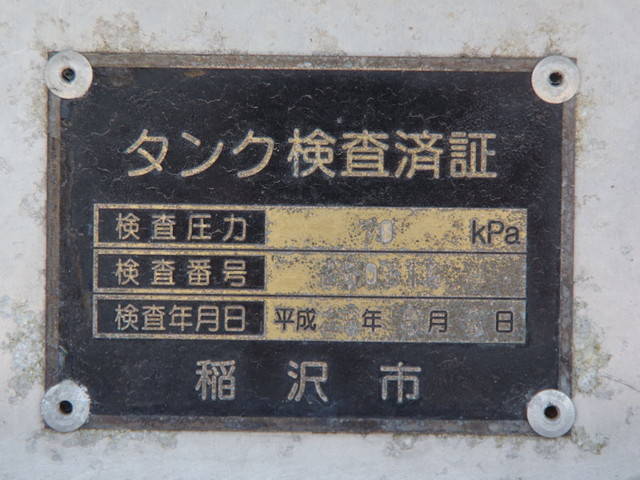 タンク検査済証
検査圧力 70 kPa
検査番号
検査年月日 平成 年 月 日
稲沢市